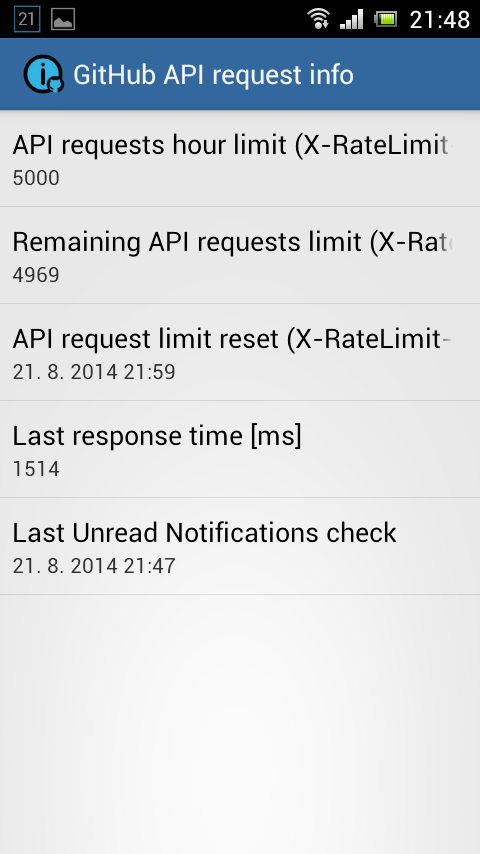 21 21:48
GitHub API request info
API requests hour limit (X-RateLimit
5000
Remaining API requests limit (X-Rate
4969
API request limit reset (X-RateLimit-
21. 8. 2014 21:59
Last response time [ms]
1514
Last Unread Notifications check
21. 8. 2014 21:47